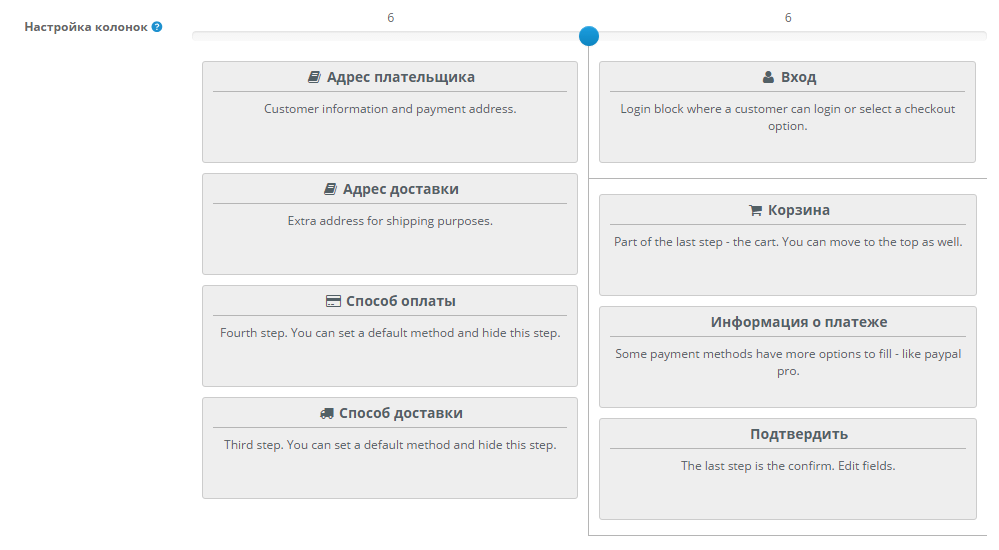 Настройка колонок ?
6
6
Адрес плательщика
Customer information and payment address.
Адрес доставки
Extra address for shipping purposes.
Способ оплаты
Fourth step. You can set a default method and hide this step.
Способ доставки
Third step. You can set a default method and hide this step.
Вход
Login block where a customer can login or select a checkout
option.
Корзина
Part of the last step - the cart. You can move to the top as well.
Информация о платеже
Some payment methods have more options to fill - like paypal
pro.
Подтвердить
The last step is the confirm. Edit fields.